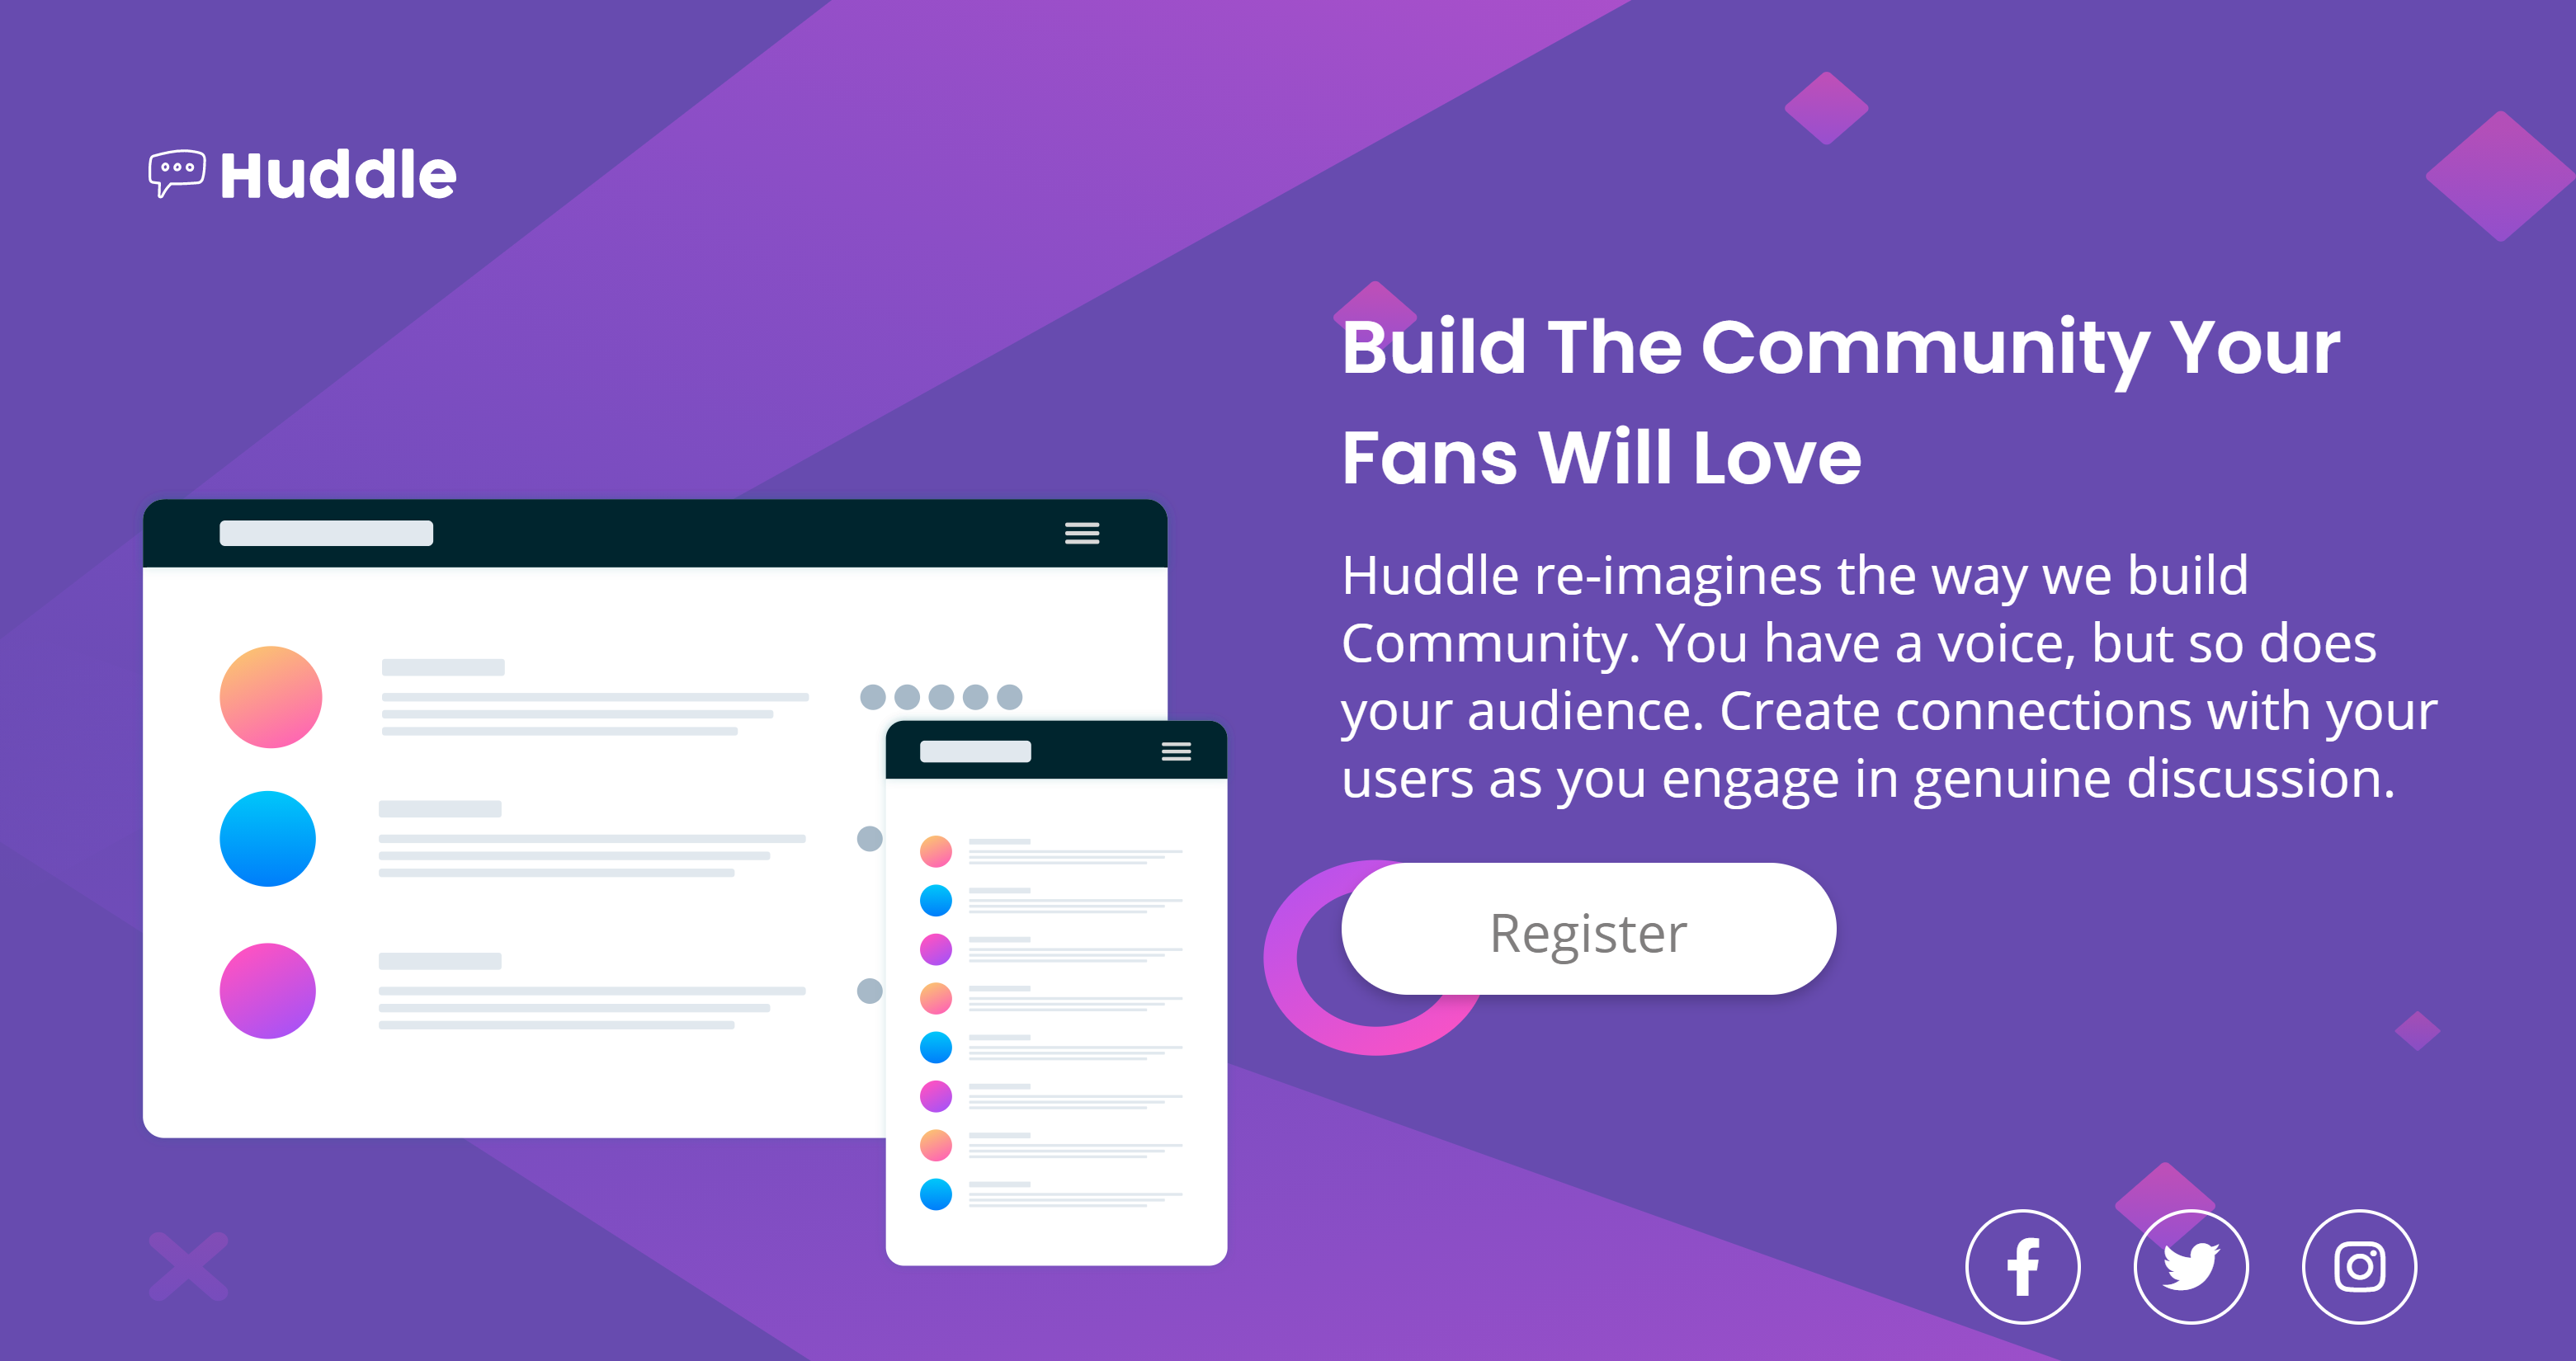 Huddle
Build The Community Your
Fans Will Love
Huddle re-imagines the way we build
Community. You have a voice, but so does
your audience. Create connections with your
users as you engage in genuine discussion.
Register